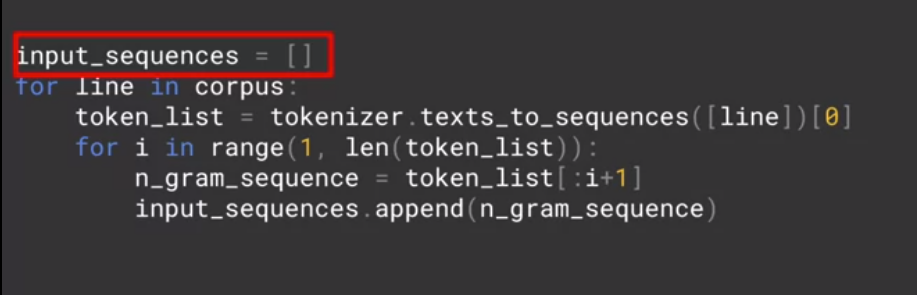 input_sequences = []
for line in corpus:
    token_list = tokenizer.texts_to_sequences([line])[0]
    for i in range(1, len(token_list)):
        n_gram_sequence = token_list[:i+1]
        input_sequences.append(n_gram_sequence)